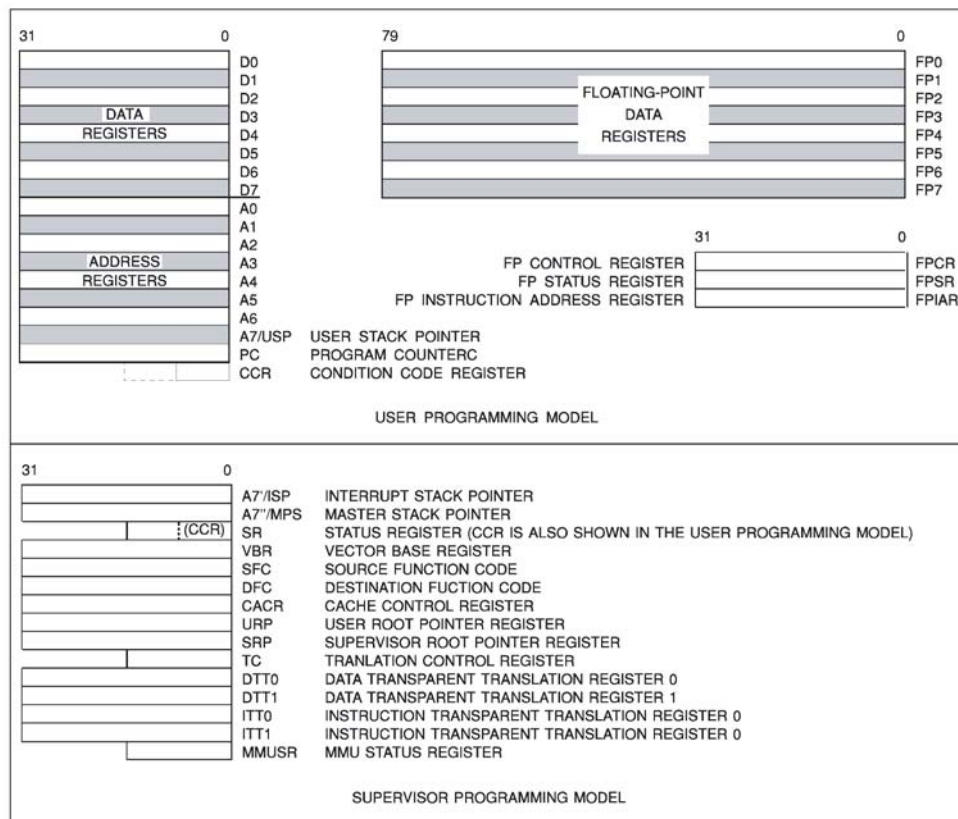 31 0
D0
D1
D2
DATA D3
REGISTERS D4
D5
D6
D7
A0
A1
A2
ADDRESS A3
REGISTERS A4
A5
A6
A7/USP USER STACK POINTER
PC PROGRAM COUNTERC
CCR CONDITION CODE REGISTER
79 0
FP0
FP1
FLOATING-POINT FP2
DATA FP3
REGISTERS FP4
FP5
FP6
FP7
31 0
FP CONTROL REGISTER FPCR
FP STATUS REGISTER FPSR
FP INSTRUCTION ADDRESS REGISTER FPIAR
USER PROGRAMMING MODEL
31 0
A7'/ISP INTERRUPT STACK POINTER
A7"/MPS MASTER STACK POINTER
(CCR) SR STATUS REGISTER (CCR IS ALSO SHOWN IN THE USER PROGRAMMING MODEL)
VBR VECTOR BASE REGISTER
SFC SOURCE FUNCTION CODE
DFC DESTINATION FUCTION CODE
CACR CACHE CONTROL REGISTER
URP USER ROOT POINTER REGISTER
SRP SUPERVISOR ROOT POINTER REGISTER
TC TRANLATION CONTROL REGISTER
DTT0 DATA TRANSPARENT TRANSLATION REGISTER 0
DTT1 DATA TRANSPARENT TRANSLATION REGISTER 1
ITT0 INSTRUCTION TRANSPARENT TRANSLATION REGISTER 0
ITT1 INSTRUCTION TRANSPARENT TRANSLATION REGISTER 0
MMUSR MMU STATUS REGISTER
SUPERVISOR PROGRAMMING MODEL